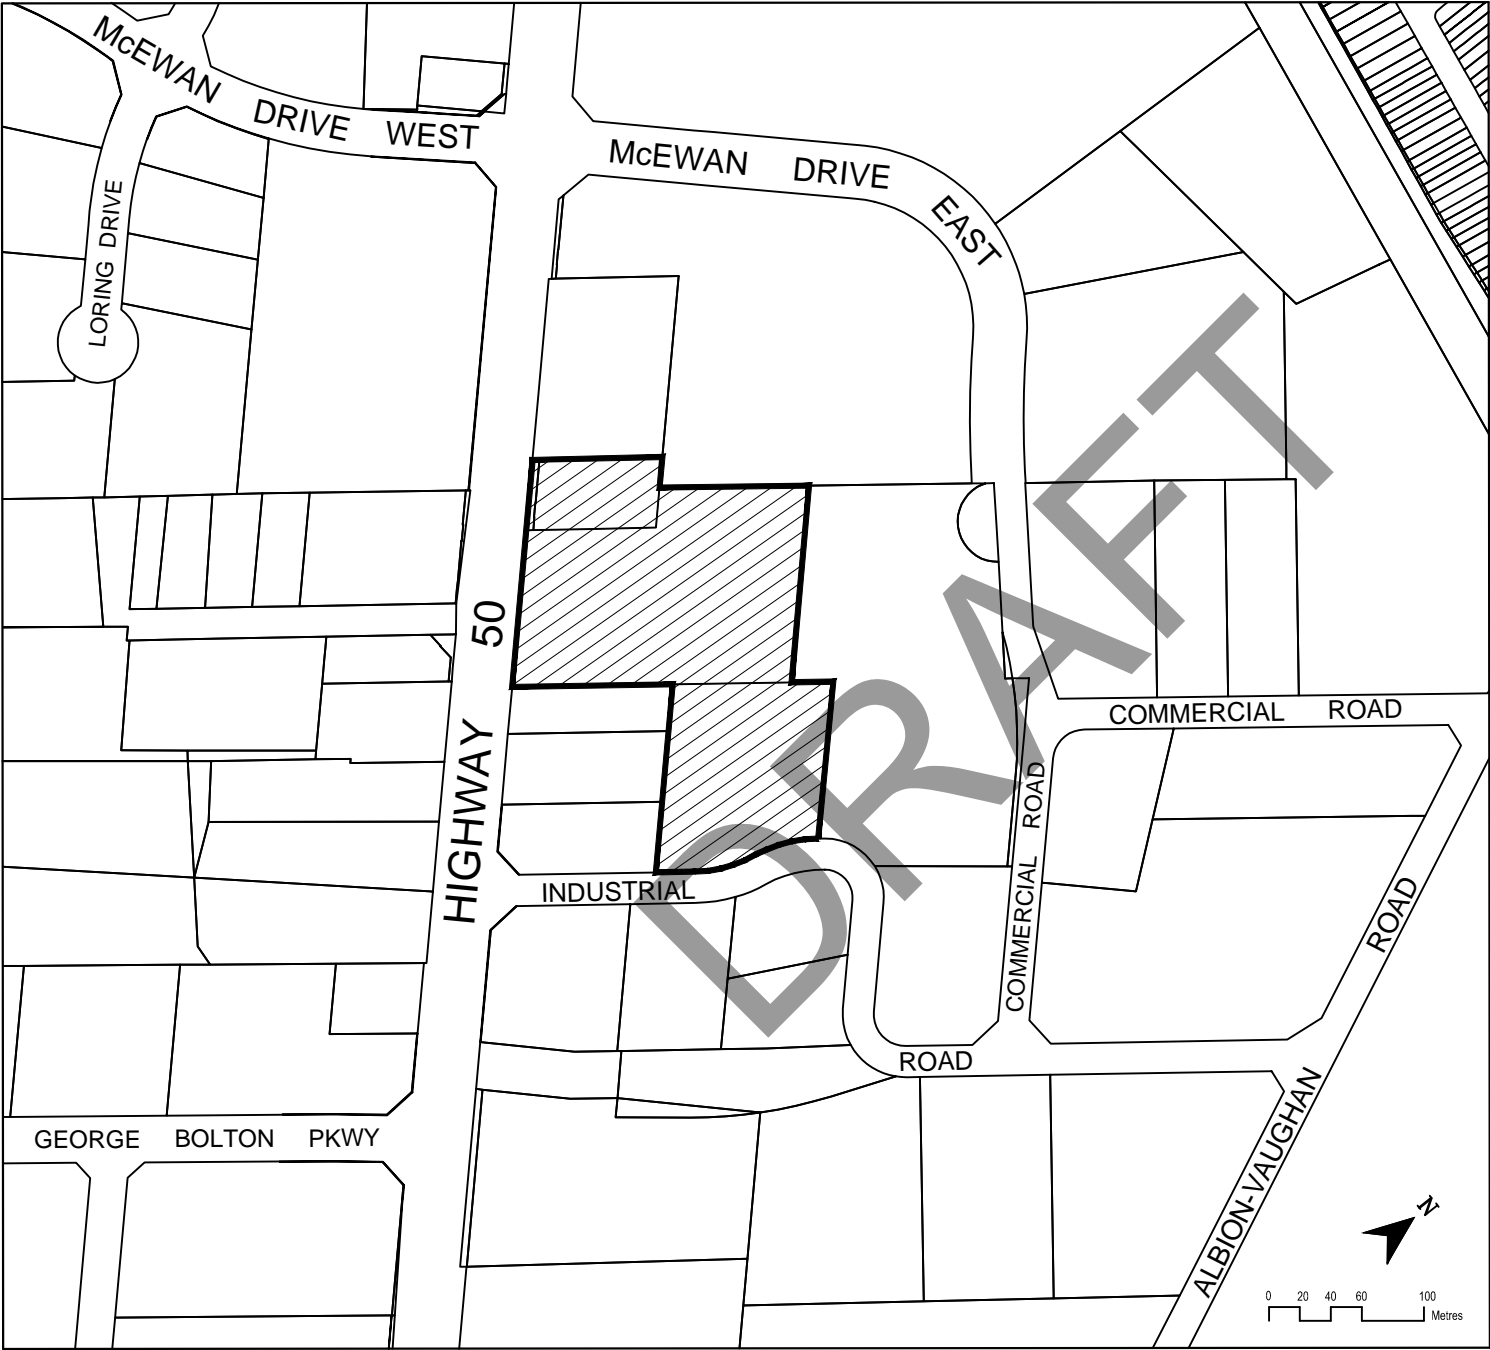 McEWAN DRIVE WEST
McEWAN DRIVE EAST
LORING DRIVE
HIGHWAY 50
COMMERCIAL ROAD
COMMERCIAL ROAD
INDUSTRIAL ROAD
ALBION-VAUGHAN ROAD
GEORGE BOLTON PKWY
DRAFT
N
0 20 40 60 100
Metres